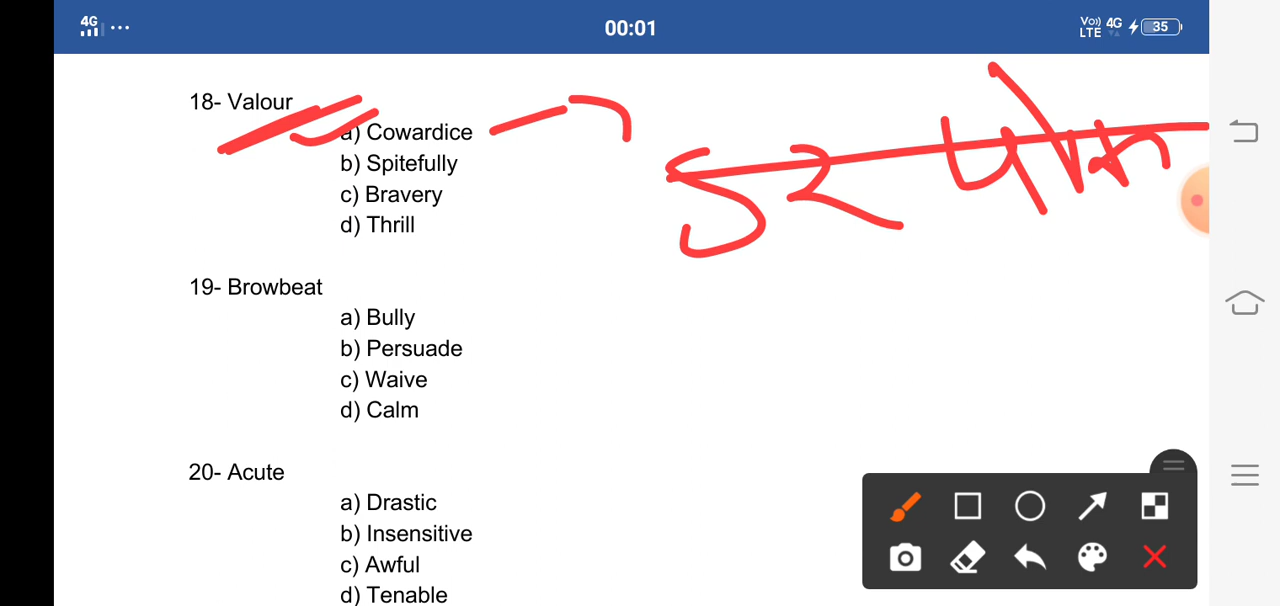 4G ... 00:01 Vo)) LTE 4G 35
18- Valour
a) Cowardice
b) Spitefully
c) Bravery
d) Thrill
19- Browbeat
a) Bully
b) Persuade
c) Waive
d) Calm
20- Acute
a) Drastic
b) Insensitive
c) Awful
d) Tenable